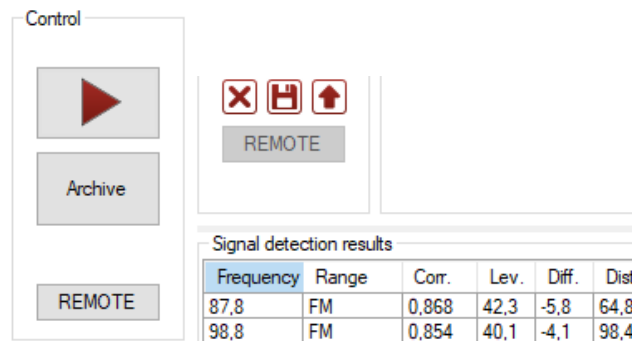 Control
Archive
REMOTE
REMOTE
Signal detection results
Frequency Range Corr. Lev. Diff. Dist
87,8 FM 0,868 42,3 -5,8 64,8
98,8 FM 0,854 40,1 -4,1 98,4